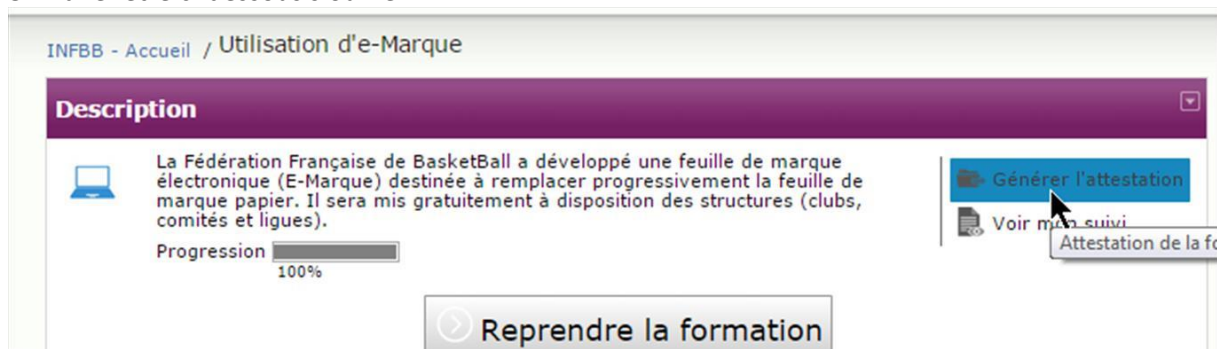 INFBB - Accueil / Utilisation d'e-Marque
Description
La Fédération Française de BasketBall a développé une feuille de marque
électronique (E-Marque) destinée à remplacer progressivement la feuille de
marque papier. Il sera mis gratuitement à disposition des structures (clubs,
comités et ligues).
Progression
100%
Générer l'attestation
Voir mon suivi
Attestation de la fo
Reprendre la formation